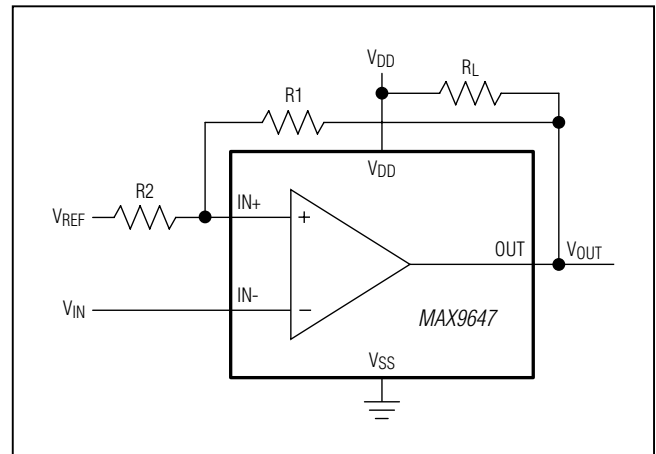 VDD
RL
R1
VDD
R2
IN+
VREF
+
OUT
VOUT
IN-
VIN
−
MAX9647
VSS